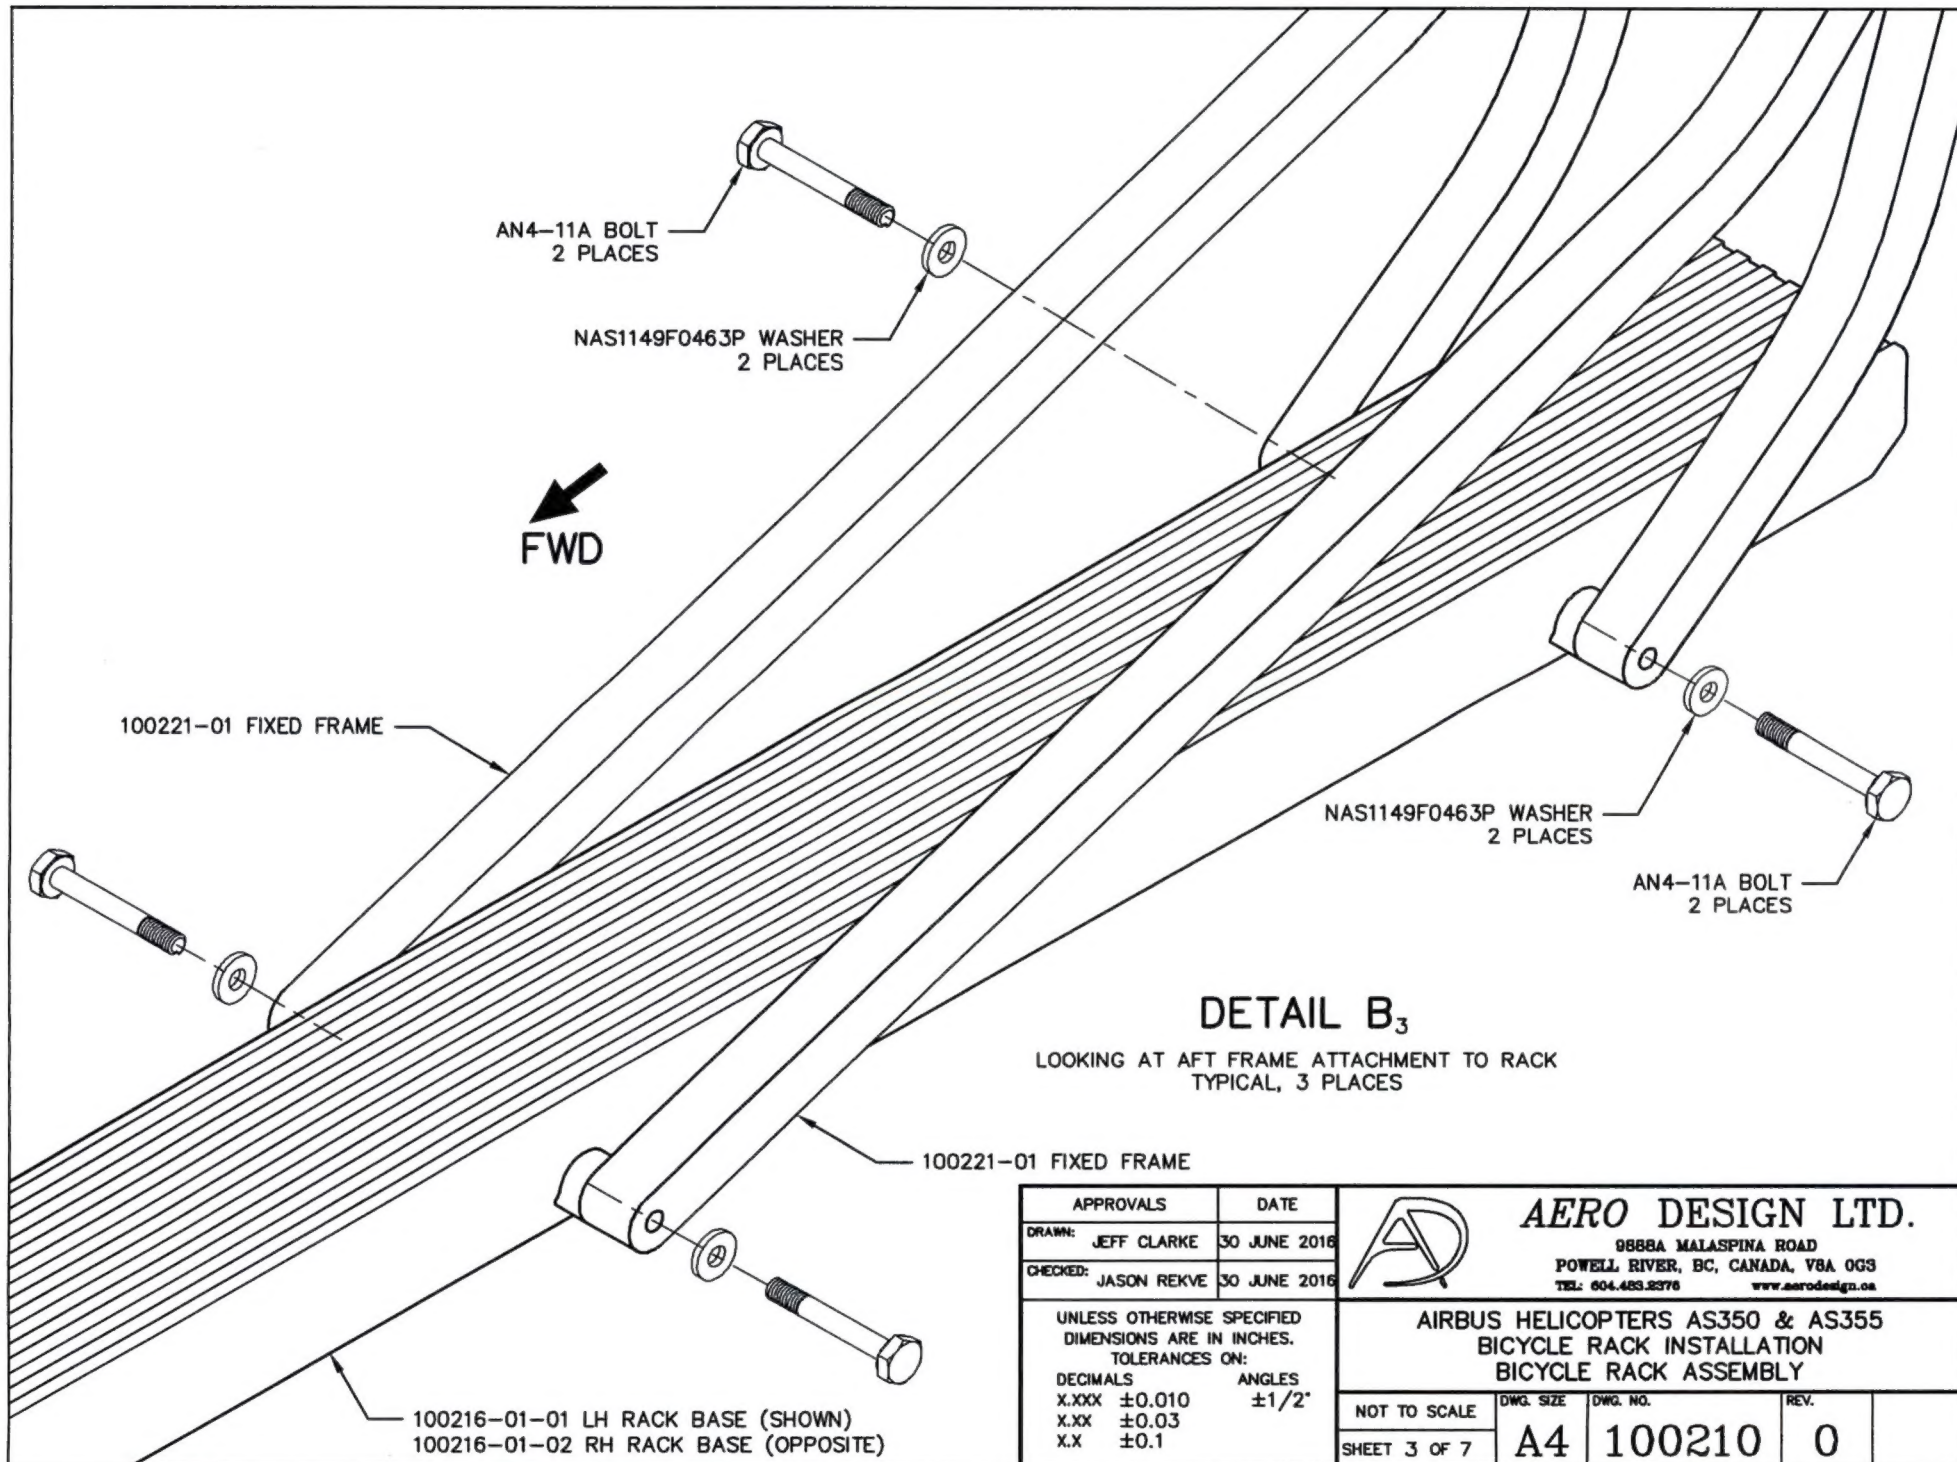 AN4-11A BOLT
2 PLACES
NAS1149F0463P WASHER
2 PLACES
FWD
100221-01 FIXED FRAME
NAS1149F0463P WASHER
2 PLACES
AN4-11A BOLT
2 PLACES
DETAIL B₃
LOOKING AT AFT FRAME ATTACHMENT TO RACK
TYPICAL, 3 PLACES
100221-01 FIXED FRAME
100216-01-01 LH RACK BASE (SHOWN)
100216-01-02 RH RACK BASE (OPPOSITE)
APPROVALS DATE
DRAWN: JEFF CLARKE 30 JUNE 2016
CHECKED: JASON REKVE 30 JUNE 2016
UNLESS OTHERWISE SPECIFIED
DIMENSIONS ARE IN INCHES.
TOLERANCES ON:
DECIMALS ANGLES
X.XXX ±0.010 ±1/2°
X.XX ±0.03
X.X ±0.1
AD
AERO DESIGN LTD.
9888A MALASPINA ROAD
POWELL RIVER, BC, CANADA, V8A 0G3
TEL: 604.483.2376 www.aerodesign.ca
AIRBUS HELICOPTERS AS350 & AS355
BICYCLE RACK INSTALLATION
BICYCLE RACK ASSEMBLY
NOT TO SCALE
SHEET 3 OF 7
DWG. SIZE
A4
DWG. NO.
100210
REV.
0